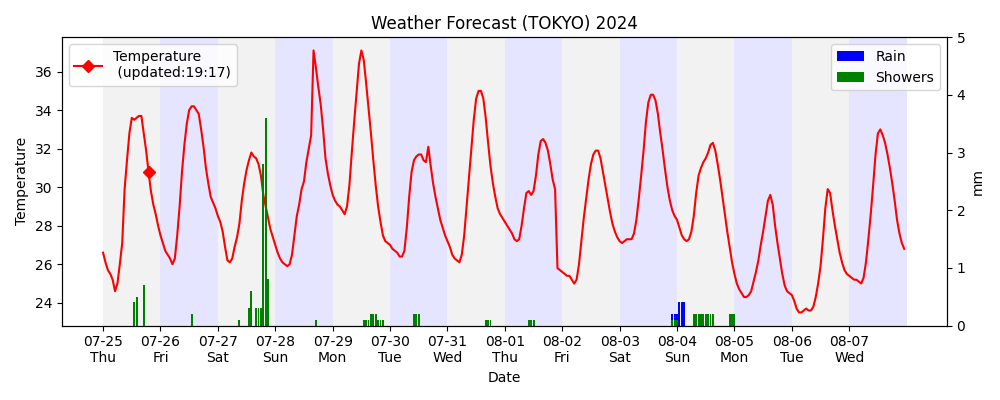 Weather Forecast (TOKYO) 2024
Temperature
(updated:19:17)
Rain
Showers
Temperature
36
34
32
30
28
26
24
5
4
3
2
1
0
mm
07-25 07-26 07-27 07-28 07-29 07-30 07-31 08-01 08-02 08-03 08-04 08-05 08-06 08-07
Thu Fri Sat Sun Mon Tue Wed Thu Fri Sat Sun Mon Tue Wed
Date